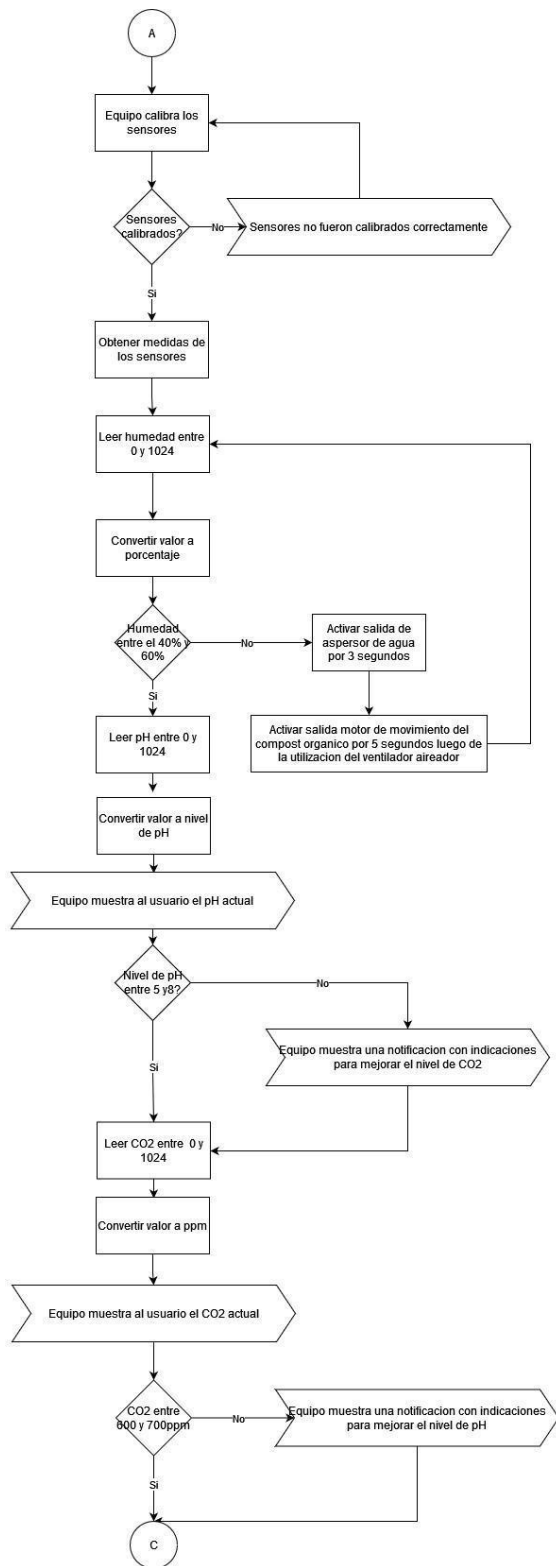 A
Equipo calibra los
sensores
Sensores
calibrados?
No
Sensores no fueron calibrados correctamente
Si
Obtener medidas de
los sensores
Leer humedad entre
0 y 1024
Convertir valor a
porcentaje
Humedad
entre el 40% y
60%
No
Activar salida de
aspersor de agua
por 3 segundos
Si
Activar salida motor de movimiento del
compost organico por 5 segundos luego de
la utilizacion del ventilador aireador
Leer pH entre 0 y
1024
Convertir valor a nivel
de pH
Equipo muestra al usuario el pH actual
Nivel de pH
entre 5 y8?
No
Equipo muestra una notificacion con indicaciones
para mejorar el nivel de CO2
Si
Leer CO2 entre 0 y
1024
Convertir valor a ppm
Equipo muestra al usuario el CO2 actual
CO2 entre
600 y 700ppm
No
Equipo muestra una notificacion con indicaciones
para mejorar el nivel de pH
Si
C